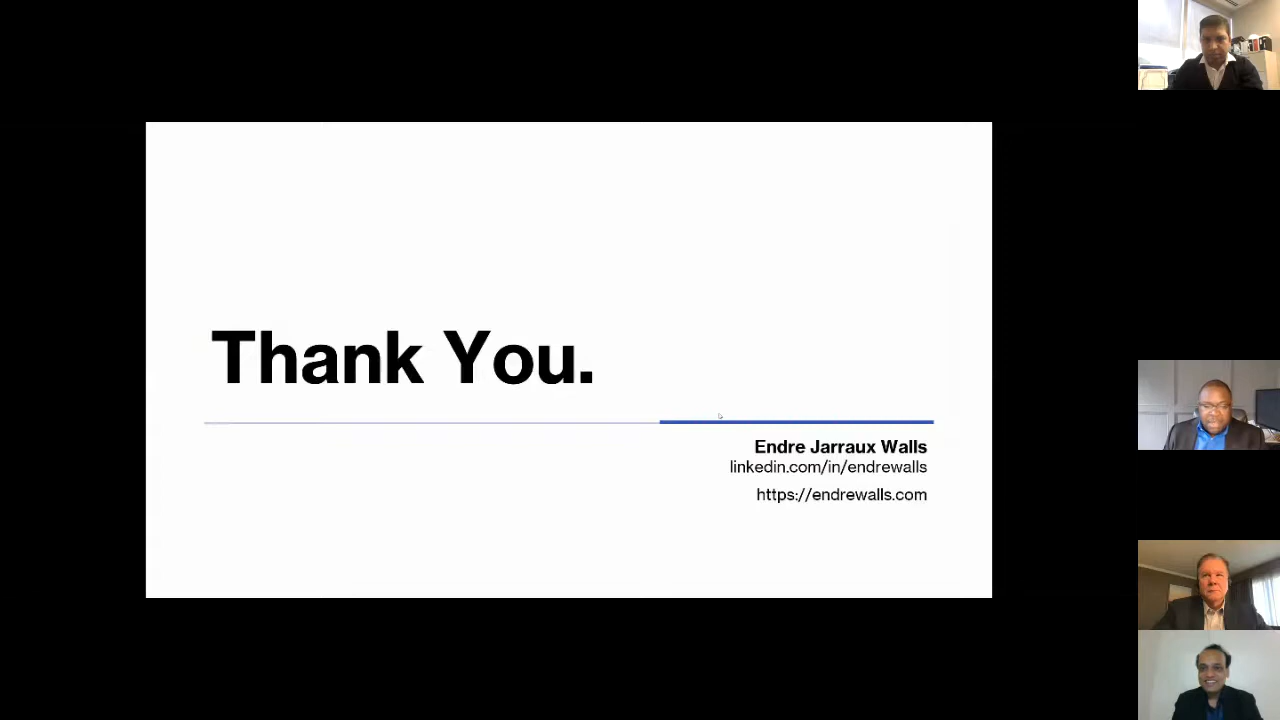 Thank You.
Endre Jarraux Walls
linkedin.com/in/endrewalls
https://endrewalls.com